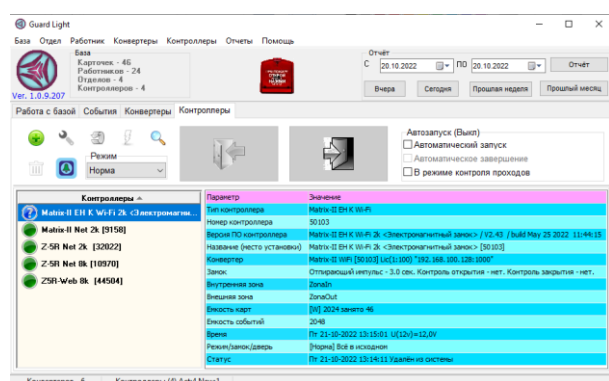 Guard Light
База Отдел Работник Конвертеры Контроллеры Отчеты Помощь
База
Карточек - 46
Работников - 24
Отделов - 4
Контроллеров - 4
Ver. 1.0.9.207
Отчёт
С 20.10.2022 ПО 20.10.2022 Отчёт
Вчера Сегодня Прошлая неделя Прошлый месяц
Работа с базой События Конвертеры Контроллеры
Режим
Норма
Автозапуск (Выкл)
Автоматический запуск
Автоматическое завершение
В режиме контроля проходов
Контроллеры
Matrix-II EH K Wi-Fi 2k <Электромагни...
Matrix-II Net 2k [9158]
Z-5R Net 2k [32022]
Z-5R Net 8k [10970]
Z5R-Web 8k [44504]
Параметр Значение
Тип контроллера Matrix-II EH K Wi-Fi
Номер контроллера 50103
Версия ПО контроллера Matrix-II EH K Wi-Fi 2k <Электромагнитный замок> / V2.43 / build May 25 2022 11:44:15
Название (место установки) Matrix-II EH K Wi-Fi 2k <Электромагнитный замок> [50103]
Конвертер Matrix-II WiFi [50103] Lic(1:100) "192.168.100.128:1000"
Замок Отпирающий импульс - 3.0 сек. Контроль открытия - нет. Контроль закрытия - нет.
Внутренняя зона ZonaIn
Внешняя зона ZonaOut
Емкость карт [W] 2024 занято 46
Емкость событий 2048
Время Пт 21-10-2022 13:15:01 U(12v)=12,0V
Режим/замок/дверь [Норма] Всё в исходном
Статус Пт 21-10-2022 13:14:11 Удалён из системы